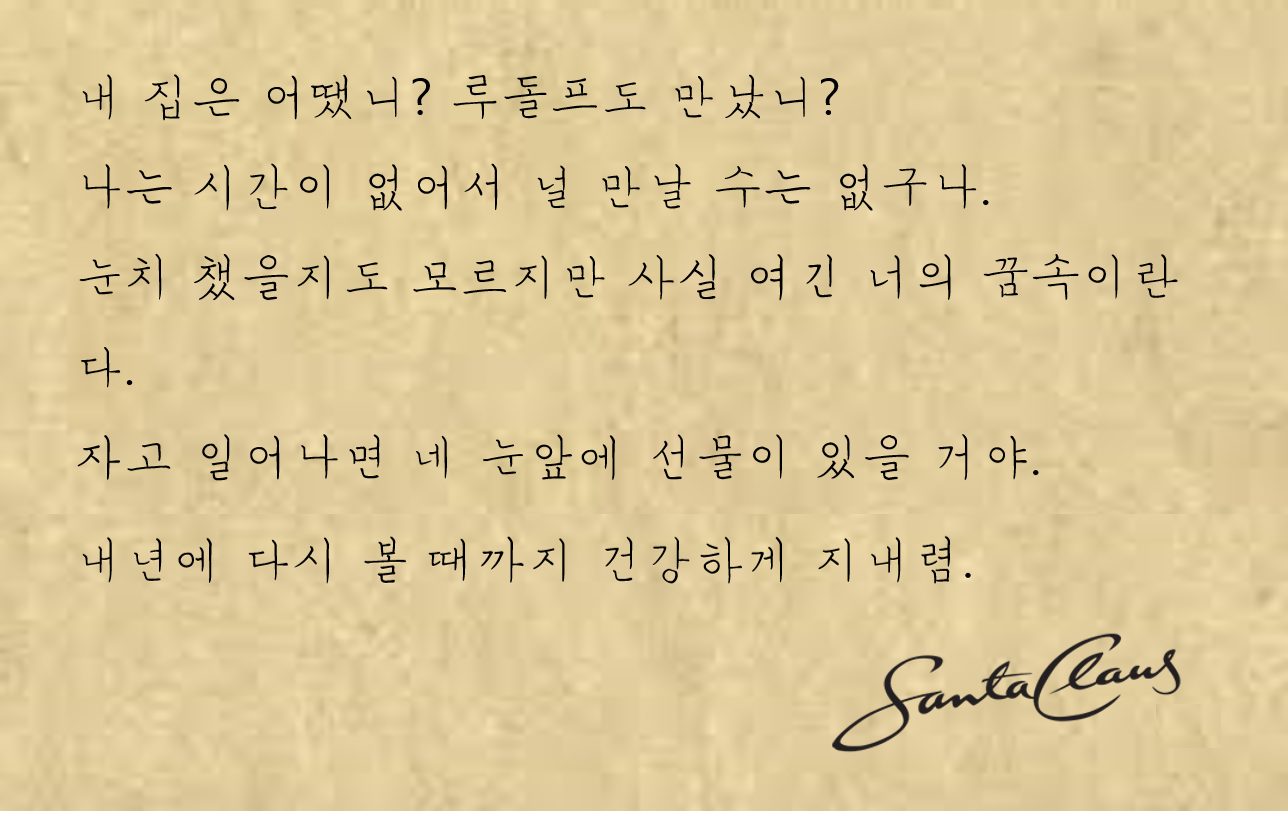 내 집은 어땠니? 루돌프도 만났니?
나는 시간이 없어서 널 만날 수는 없구나.
눈치 챘을지도 모르지만 사실 여긴 너의 꿈속이란
다.
자고 일어나면 네 눈앞에 선물이 있을 거야.
내년에 다시 볼 때까지 건강하게 지내렴.
Santa Claus